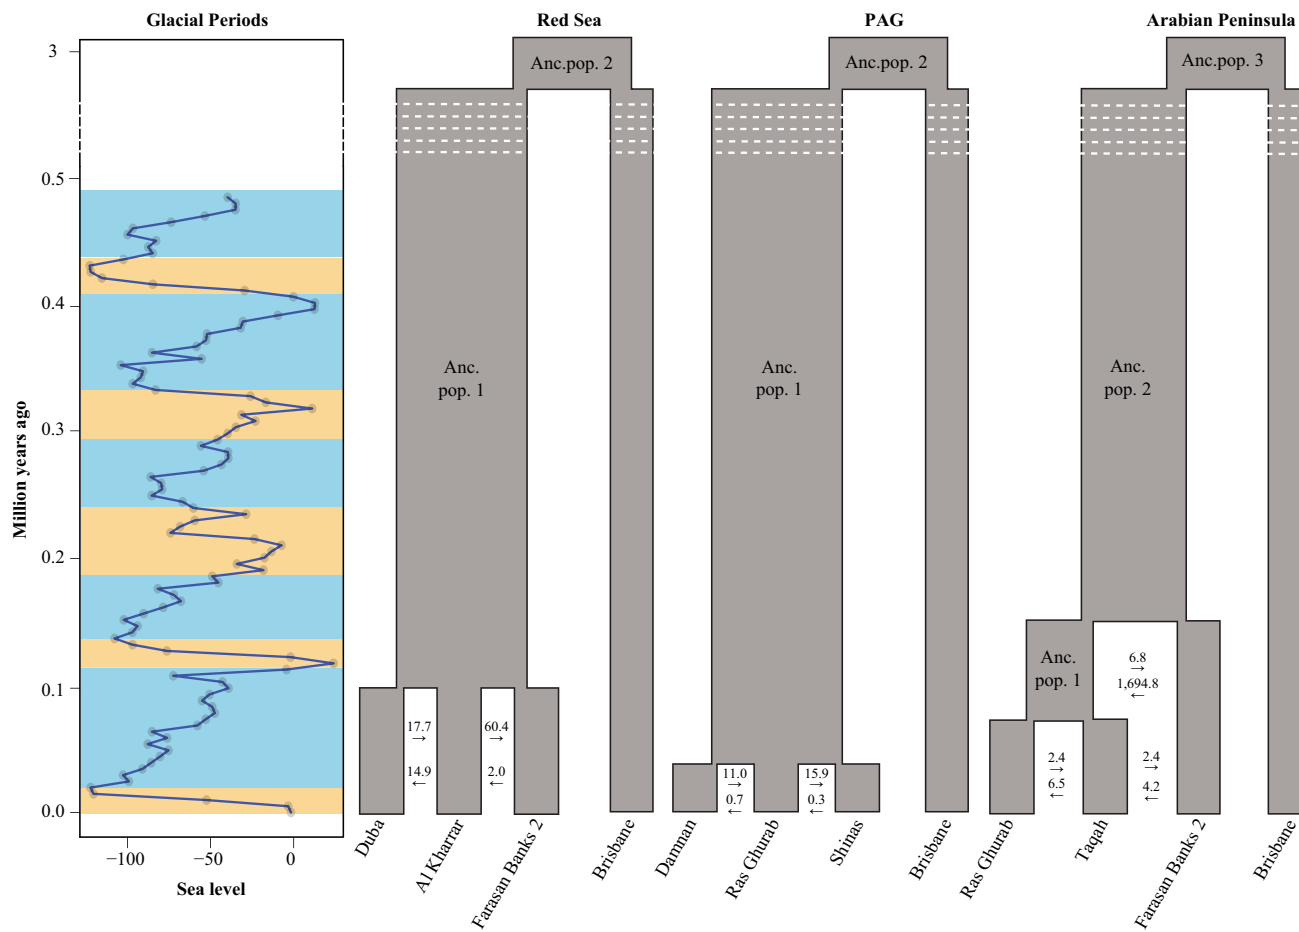 Glacial Periods
Red Sea
PAG
Arabian Peninsula
3
0.5
0.4
0.3
0.2
0.1
0.0
Million years ago
−100
−50
0
Sea level
Anc.pop. 2
Anc.
pop. 1
17.7
→
14.9
←
60.4
→
2.0
←
Duba
Al Kharrar
Farasan Banks 2
Brisbane
Anc.pop. 2
Anc.
pop. 1
11.0
→
0.7
←
15.9
→
0.3
←
Damman
Ras Ghurab
Shinas
Brisbane
Anc.pop. 3
Anc.
pop. 2
Anc.
pop. 1
6.8
→
1,694.8
←
2.4
→
6.5
←
2.4
→
4.2
←
Ras Ghurab
Taqah
Farasan Banks 2
Brisbane